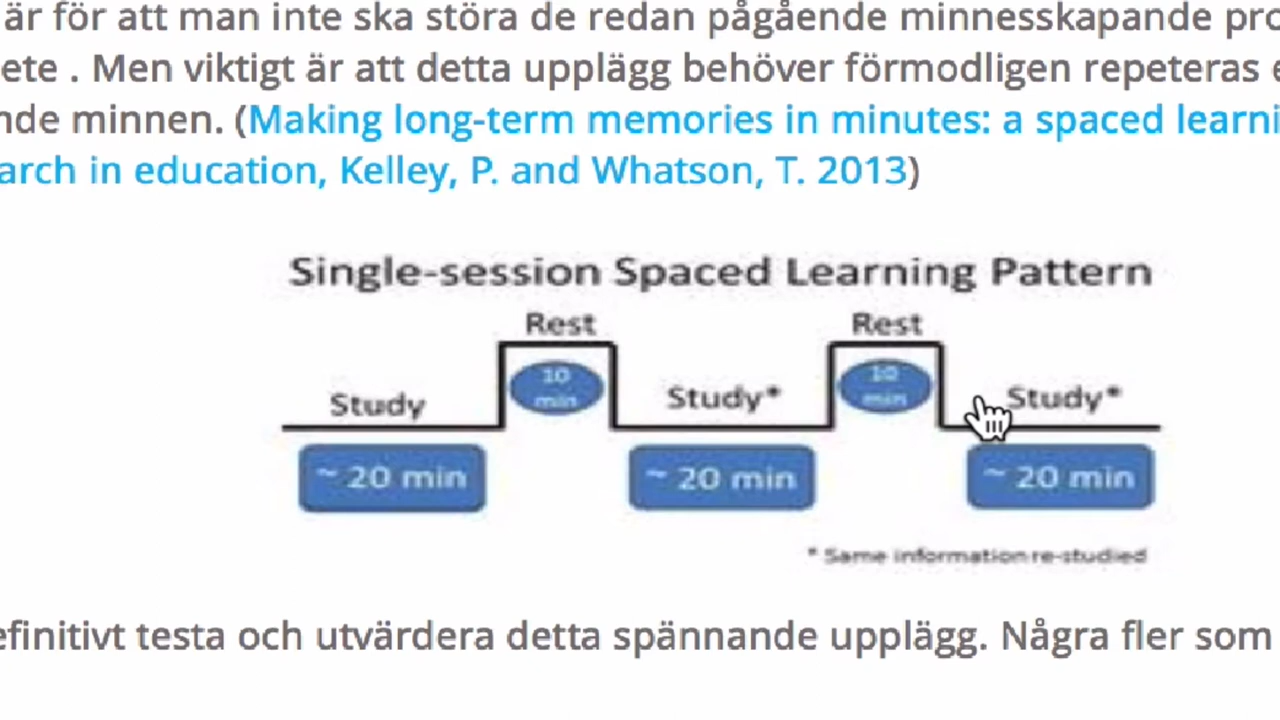 är för att man inte ska störa de redan pågående minnesskapande pro
ete . Men viktigt är att detta upplägg behöver förmodligen repeteras e
nde minnen. (Making long-term memories in minutes: a spaced learni
arch in education, Kelley, P. and Whatson, T. 2013)
Single-session Spaced Learning Pattern
Rest Rest
10 min 10 min
Study Study* Study*
~ 20 min ~ 20 min ~ 20 min
* Same information re-studied
efinitivt testa och utvärdera detta spännande upplägg. Några fler som